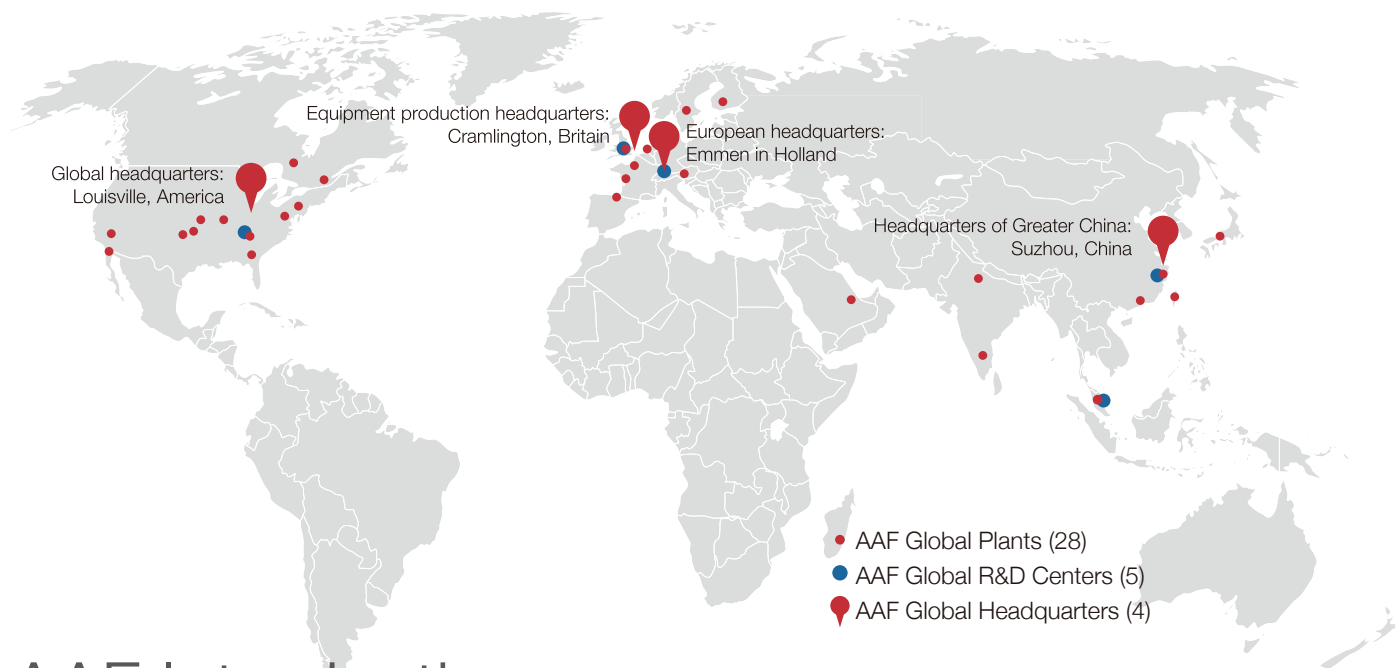 Equipment production headquarters:
Cramlington, Britain
European headquarters:
Emmen in Holland
Global headquarters:
Louisville, America
Headquarters of Greater China:
Suzhou, China
AAF Global Plants (28)
AAF Global R&D Centers (5)
AAF Global Headquarters (4)